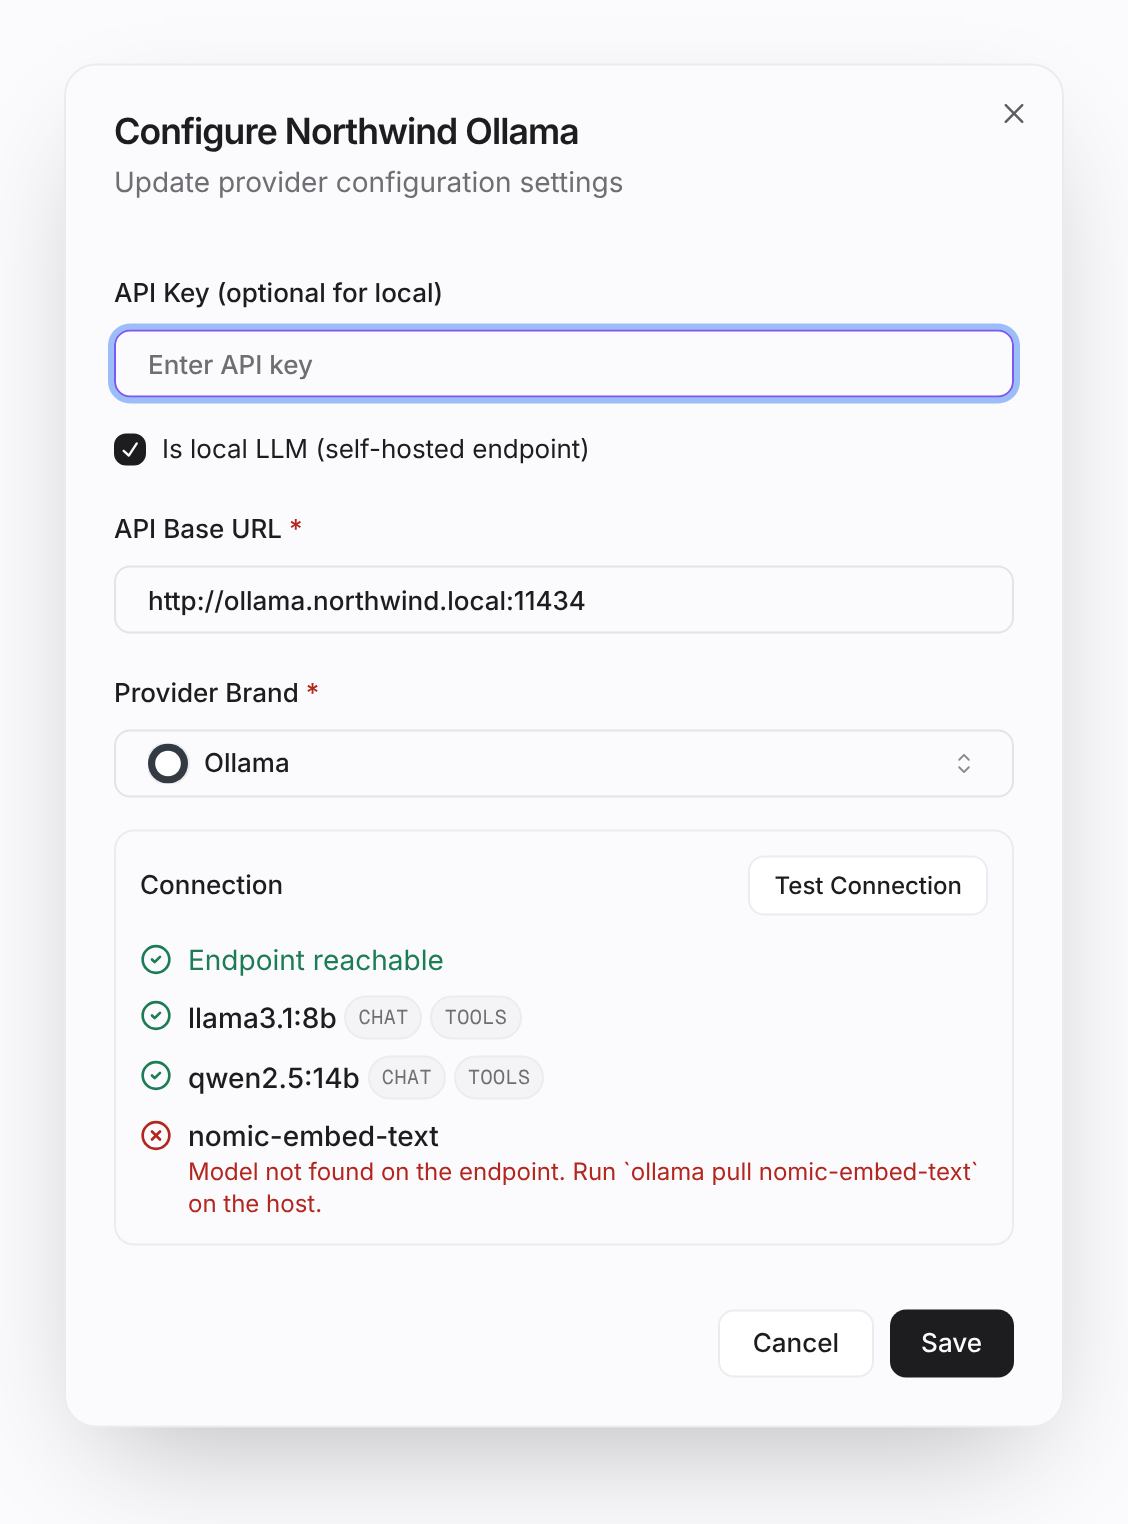 Configure Northwind Ollama
Update provider configuration settings
API Key (optional for local)
Enter API key
Is local LLM (self-hosted endpoint)
API Base URL *
http://ollama.northwind.local:11434
Provider Brand *
Ollama
Connection
Test Connection
Endpoint reachable
llama3.1:8b CHAT TOOLS
qwen2.5:14b CHAT TOOLS
nomic-embed-text
Model not found on the endpoint. Run `ollama pull nomic-embed-text`
on the host.
Cancel
Save